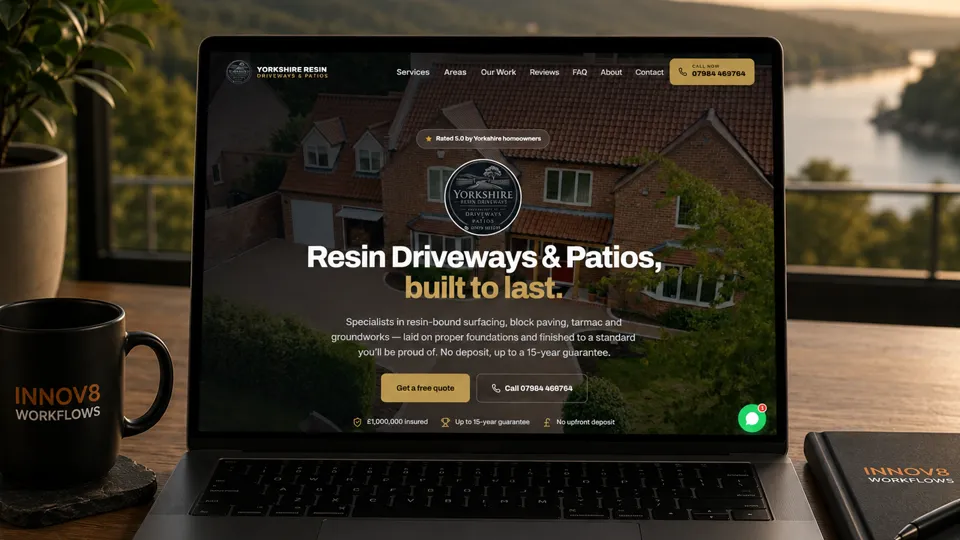 YORKSHIRE RESIN
DRIVEWAYS & PATIOS
Services Areas Our Work Reviews FAQ About Contact
CALL NOW
07984 469764
Rated 5.0 by Yorkshire homeowners
YORKSHIRE
RESIN DRIVEWAYS
DRIVEWAYS
& PATIOS
Resin Driveways & Patios,
built to last.
Specialists in resin-bound surfacing, block paving, tarmac and
groundworks — laid on proper foundations and finished to a standard
you'll be proud of. No deposit, up to a 15-year guarantee.
Get a free quote
Call 07984 469764
£1,000,000 insured Up to 15-year guarantee £ No upfront deposit
1
INNOV8
WORKFLOWS
INNOV8
WORKFLOWS